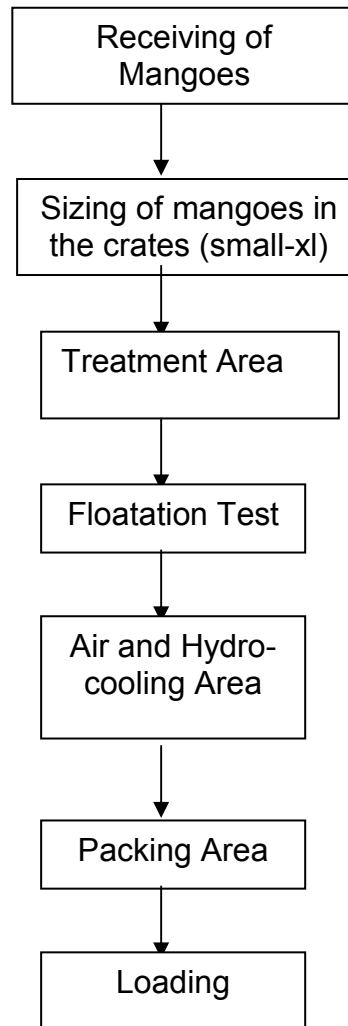 Receiving of
Mangoes
Sizing of mangoes in
the crates (small-xl)
Treatment Area
Floatation Test
Air and Hydro-
cooling Area
Packing Area
Loading